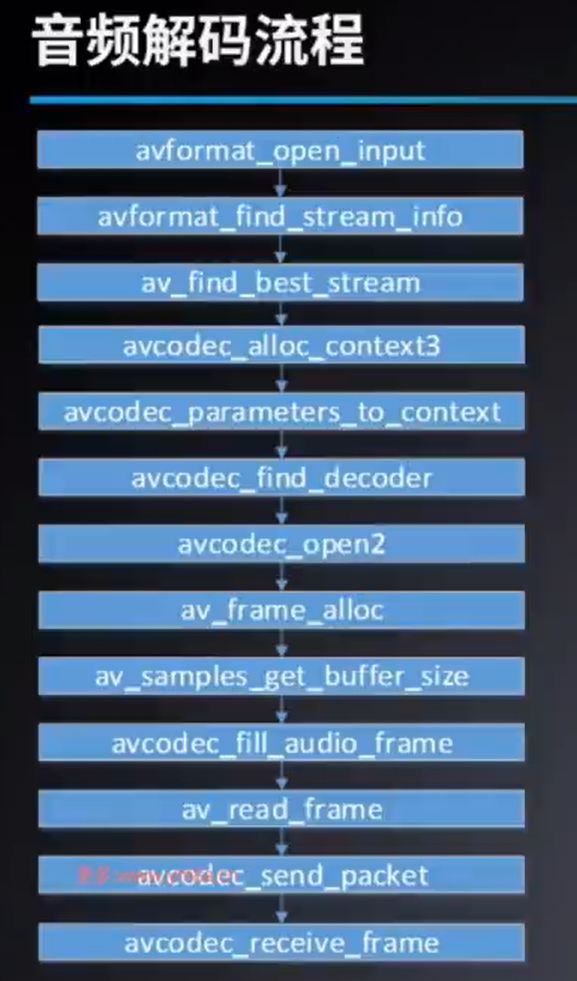 音频解码流程
avformat_open_input
avformat_find_stream_info
av_find_best_stream
avcodec_alloc_context3
avcodec_parameters_to_context
avcodec_find_decoder
avcodec_open2
av_frame_alloc
av_samples_get_buffer_size
avcodec_fill_audio_frame
av_read_frame
avcodec_send_packet
avcodec_receive_frame